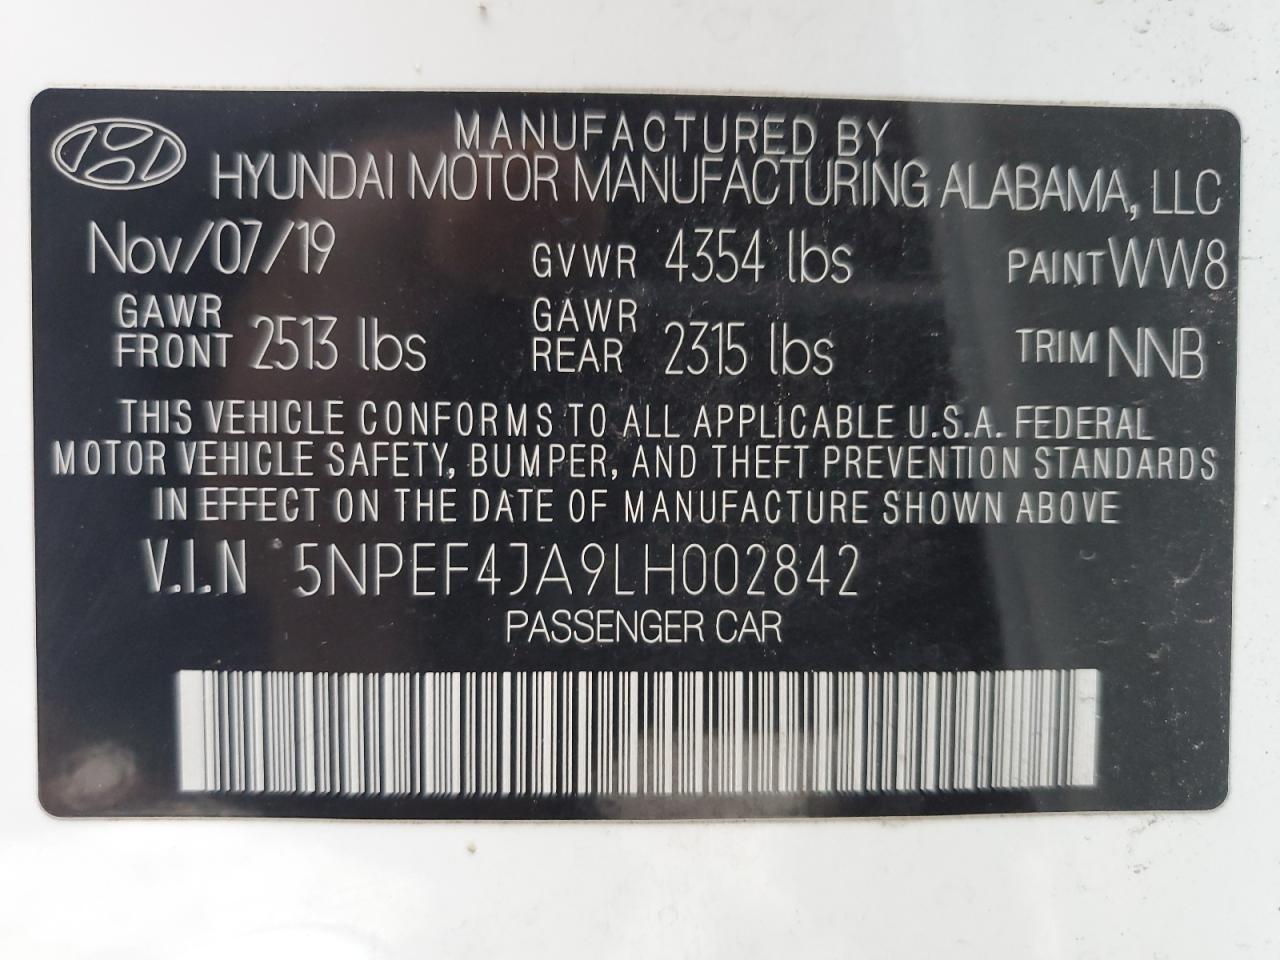 MANUFACTURED BY
HYUNDAI MOTOR MANUFACTURING ALABAMA, LLC
Nov/07/19 GVWR 4354 lbs PAINT WW8
GAWR FRONT 2513 lbs GAWR REAR 2315 lbs TRIM NNB
THIS VEHICLE CONFORMS TO ALL APPLICABLE U.S.A. FEDERAL
MOTOR VEHICLE SAFETY, BUMPER, AND THEFT PREVENTION STANDARDS
IN EFFECT ON THE DATE OF MANUFACTURE SHOWN ABOVE
V.I.N 5NPEF4JA9LH002842
PASSENGER CAR